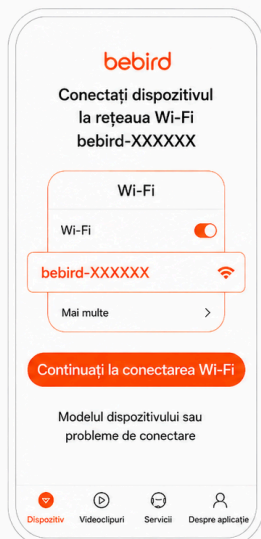 bebird
Conectați dispozitivul
la rețeaua Wi-Fi
bebird-XXXXXX
Wi-Fi
Wi-Fi
bebird-XXXXXX
Mai multe
Continuați la conectarea Wi-Fi
Modelul dispozitivului sau
probleme de conectare
Dispozitiv Videoclipuri Servicii Despre aplicație